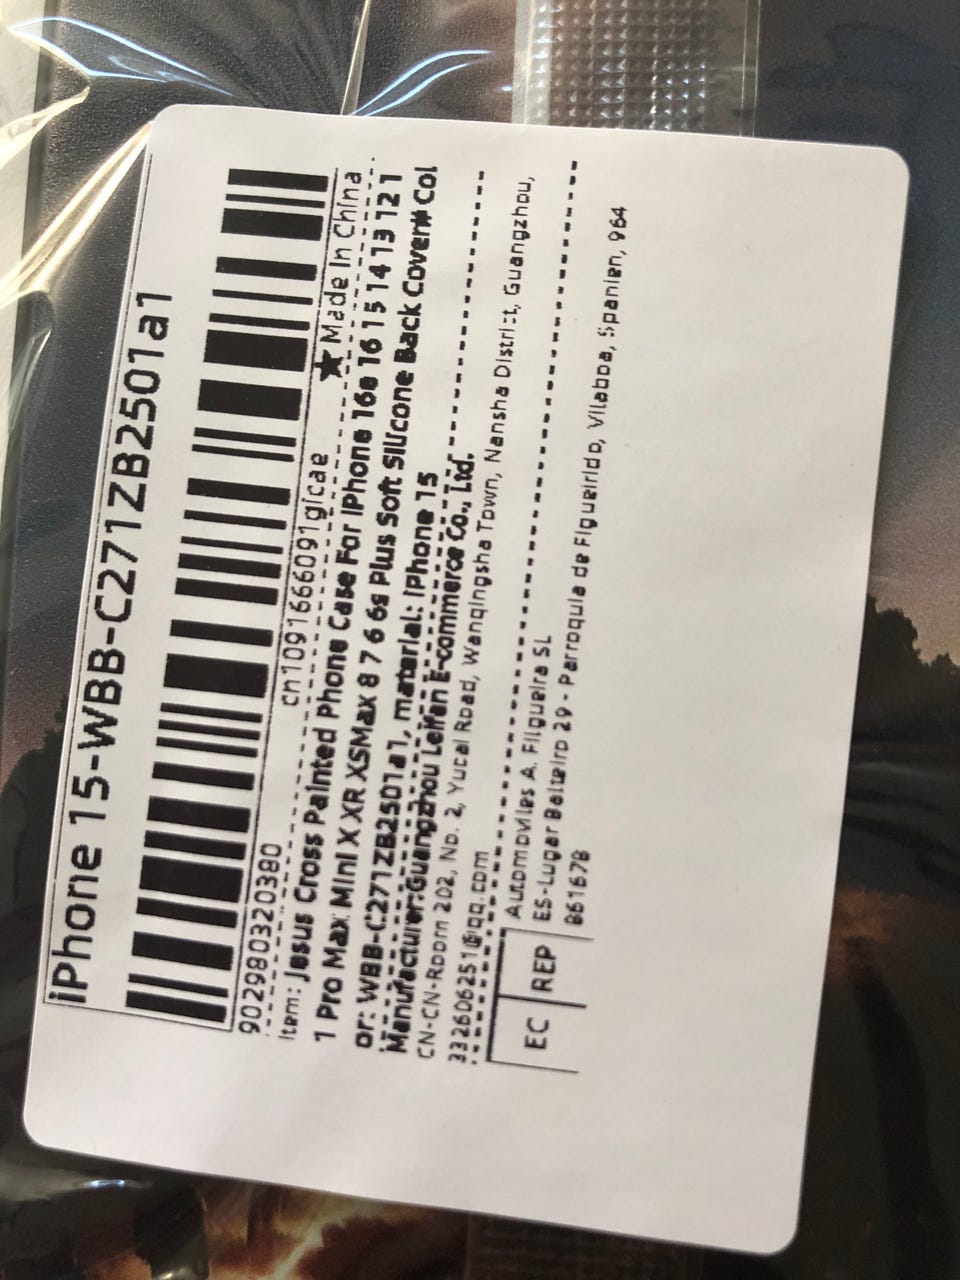 iPhone 15-WBB-C271ZB2501a1
90298032​0380
cn1091666091glcae
★ Made In China
Item: Jesus Cross Painted Phone Case For iPhone 16e 16 15 14 13 12 1
1 Pro Max Mini X XR XSMax 8 7 6 6s Plus Soft Silicone Back Cover# Col
or: WBB-C271ZB2501a1, material: iPhone 15
Manufacturer:Guangzhou Leifan E-commerce Co., Ltd.
CN-CN-Room 202, No. 2, Yucai Road, Wanqingsha Town, Nansha District, Guangzhou,
332606251@qq.com
EC REP
Automoviles A. Filgueira SL
ES-Lugar Balteiro 29 - Parroquia de Figueirido, Vilaboa, Spanien, 964
861678